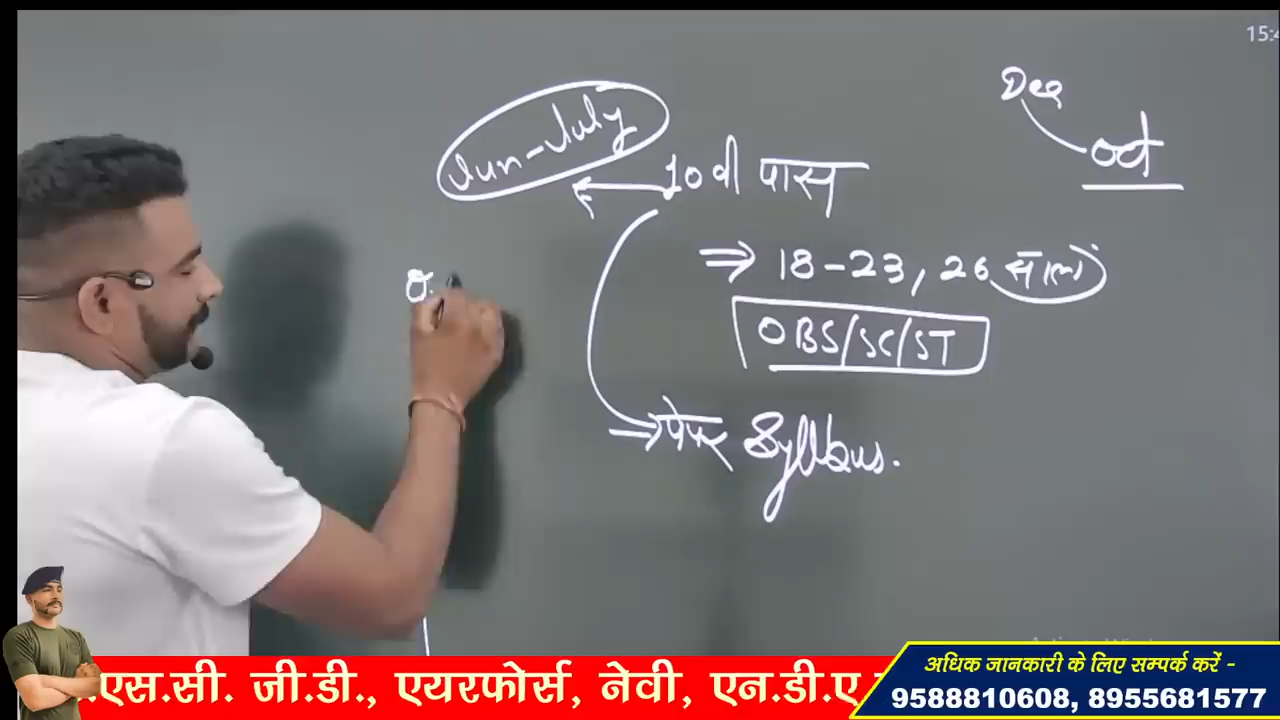 15:4
Dec
Oct
Jun-July
10वी पास
⇒ 18-23, 26 साल
OBS/SC/ST
⇒ पेपर Syllbus.
.एस.सी. जी.डी., एयरफोर्स, नेवी, एन.डी.ए
अधिक जानकारी के लिए सम्पर्क करें -
9588810608, 8955681577